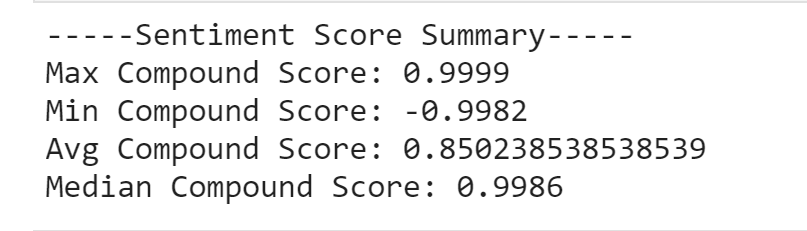 -----Sentiment Score Summary-----
Max Compound Score: 0.9999
Min Compound Score: -0.9982
Avg Compound Score: 0.850238538538539
Median Compound Score: 0.9986